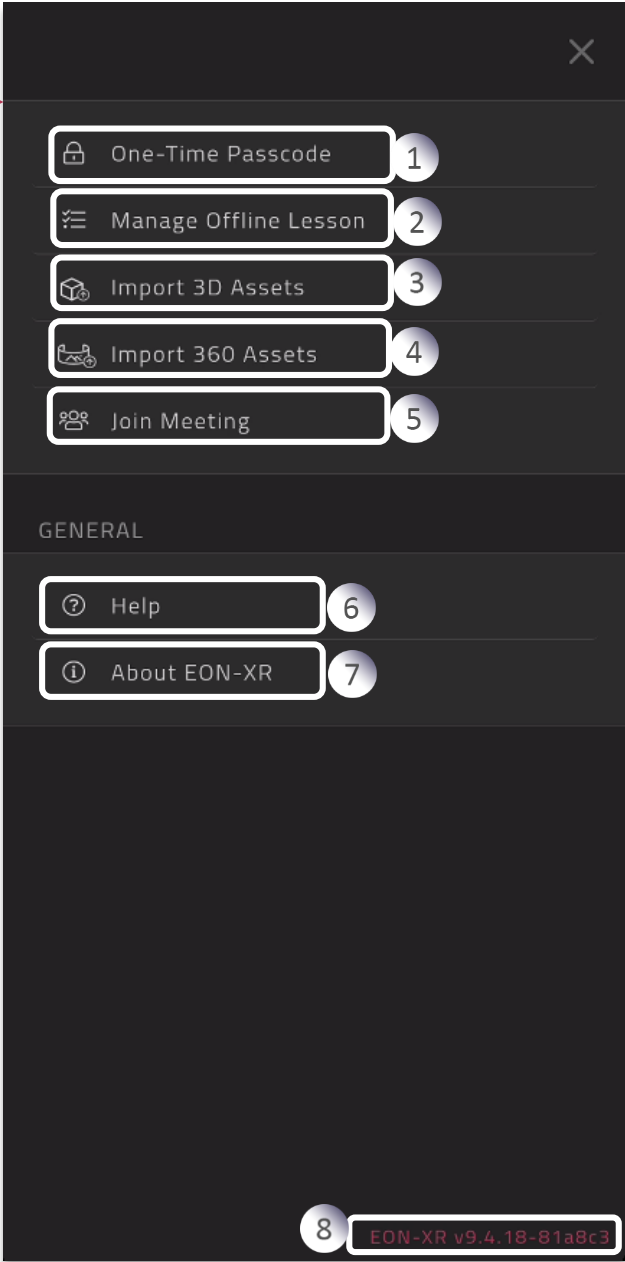 One-Time Passcode 1
Manage Offline Lesson 2
Import 3D Assets 3
Import 360 Assets 4
Join Meeting 5
GENERAL
Help 6
About EON-XR 7
8 EON-XR v9.4.18-81a8c3